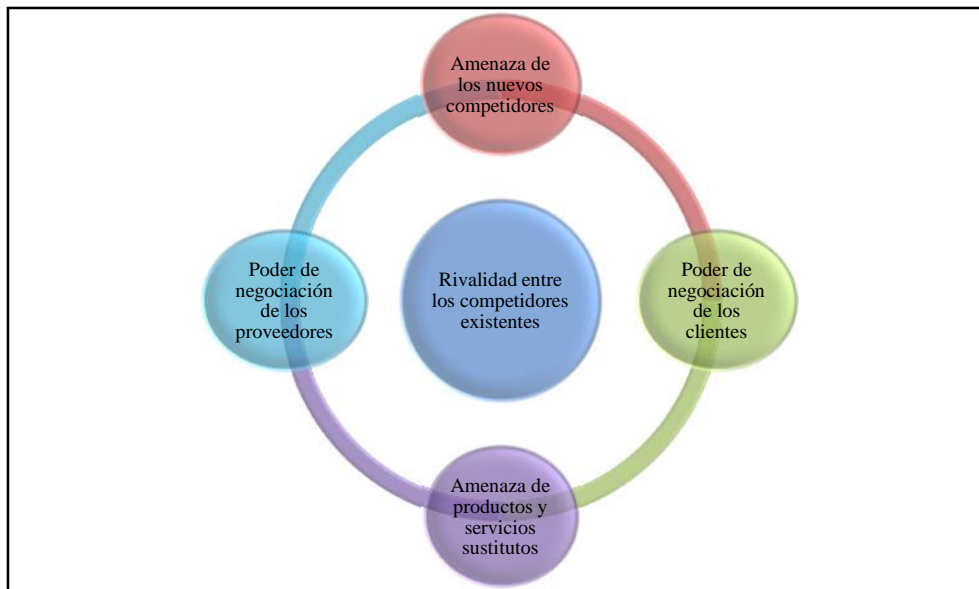 Amenaza de
los nuevos
competidores
Poder de
negociación
de los
proveedores
Rivalidad entre
los competidores
existentes
Poder de
negociación
de los
clientes
Amenaza de
productos y
servicios
sustitutos